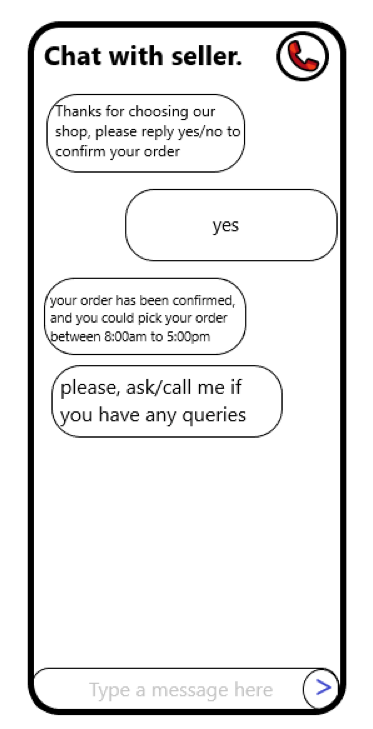 Chat with seller.
Thanks for choosing our
shop, please reply yes/no to
confirm your order
yes
your order has been confirmed,
and you could pick your order
between 8:00am to 5:00pm
please, ask/call me if
you have any queries
Type a message here
>